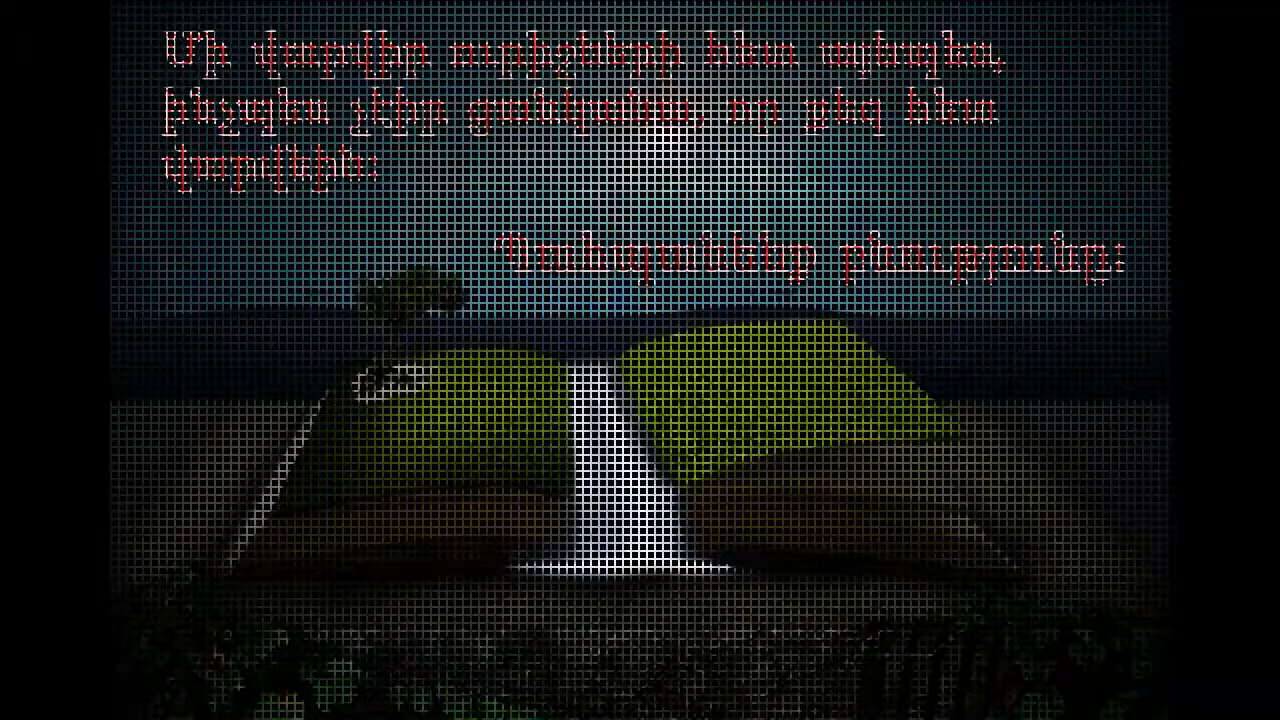 Մի վարվիր ուրիշների հետ այնպես,
ինչպես չէիր ցանկանա, որ քեզ հետ
վարվեին:
Պահպանենք բնությունը: